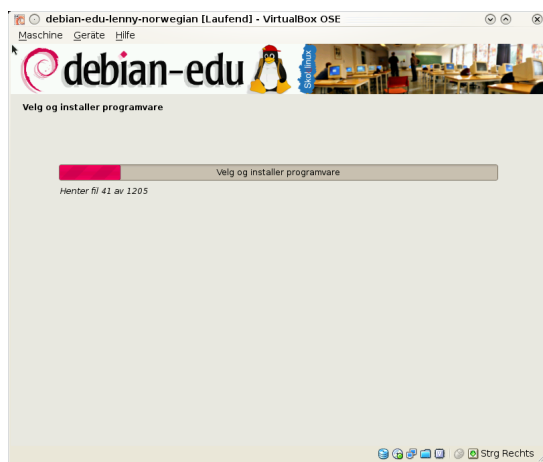 debian-edu-lenny-norwegian [Laufend] - VirtualBox OSE
Maschine Geräte Hilfe
debian-edu
Skol linux
Velg og installer programvare
Velg og installer programvare
Henter fil 41 av 1205
Strg Rechts